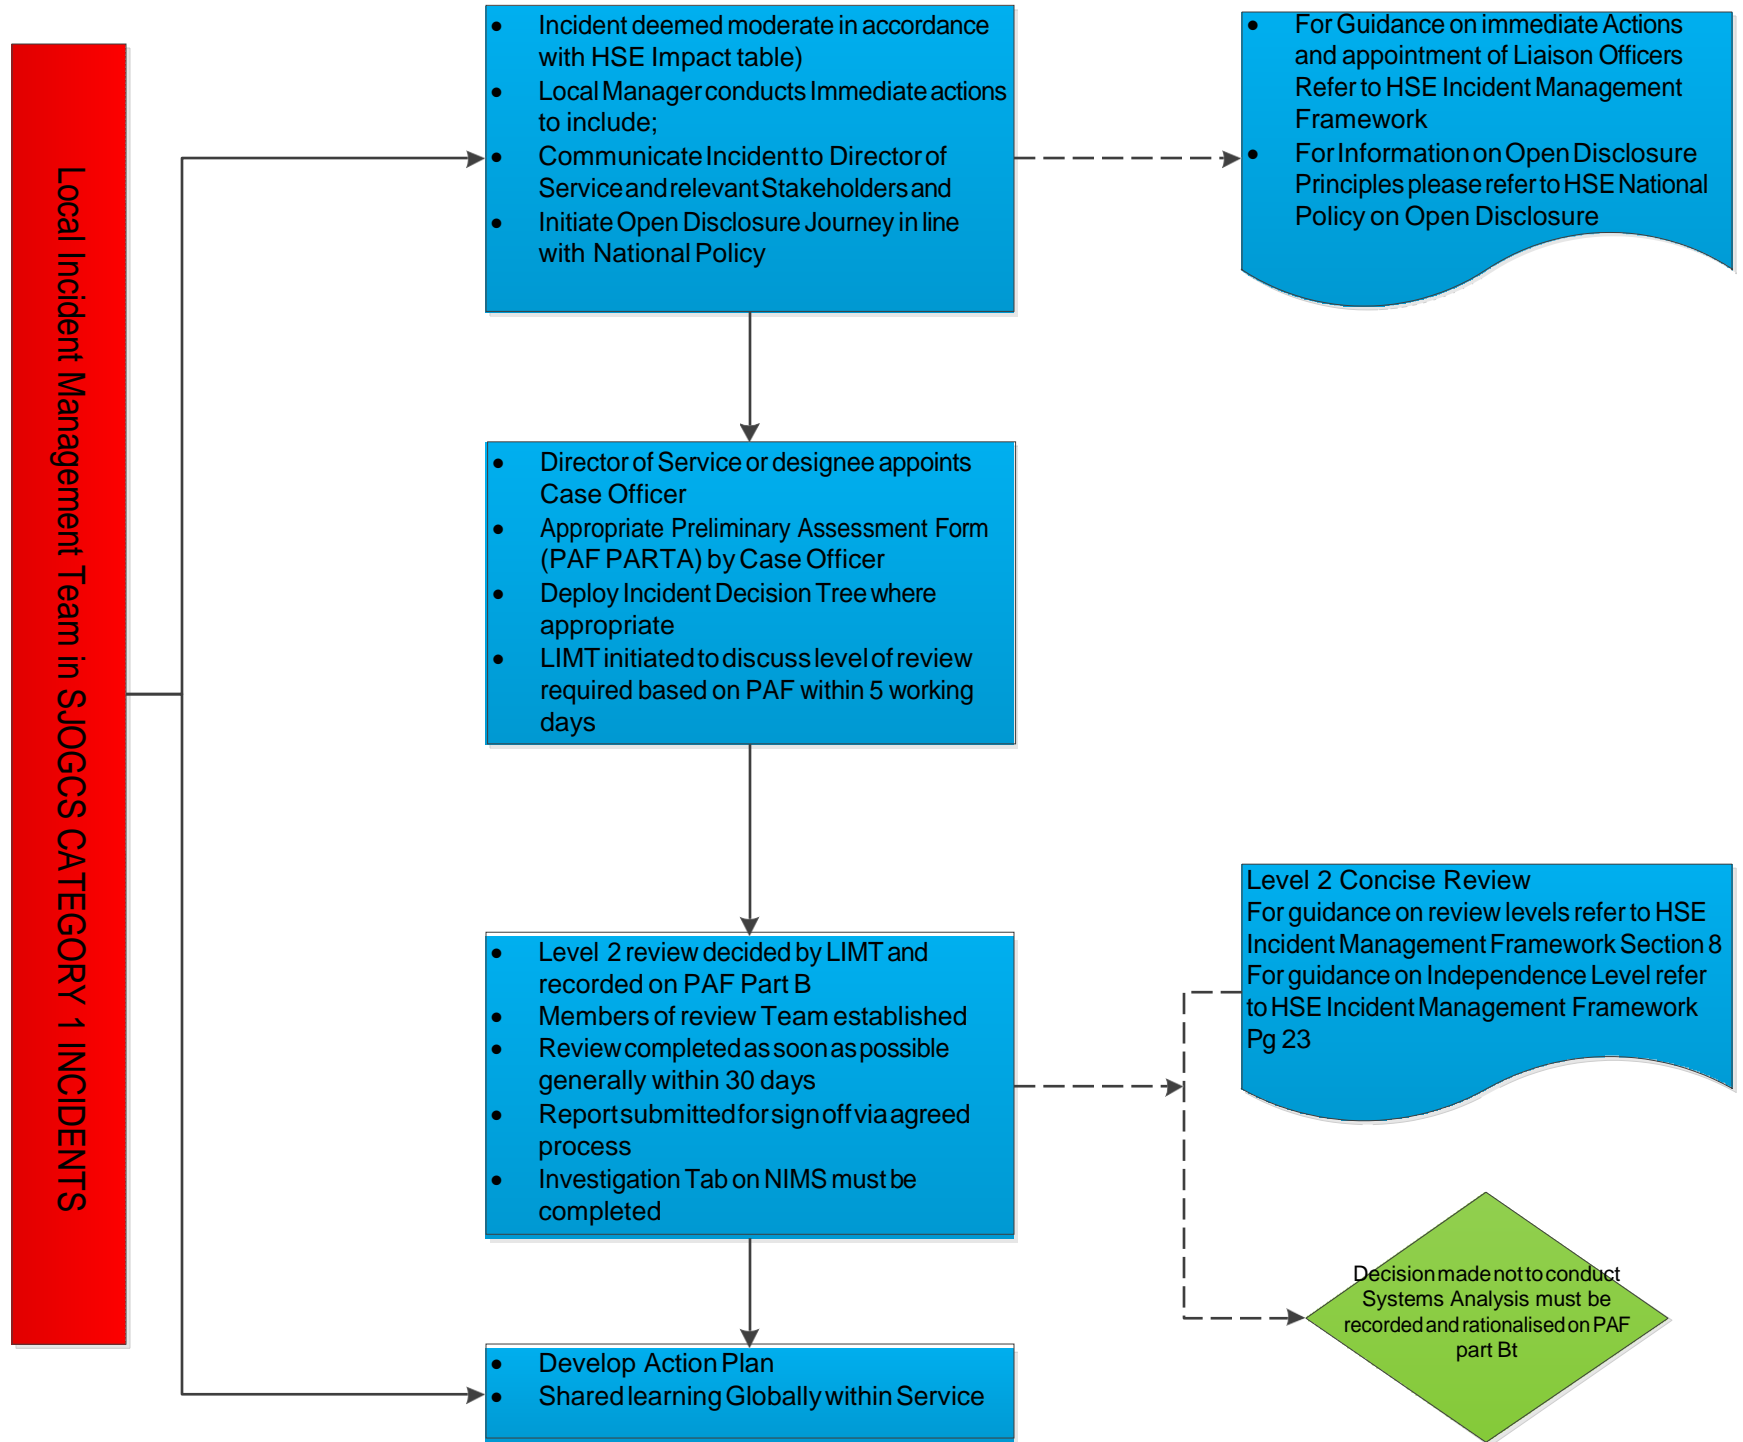 Local Incident Management Team in SJOGCS CATEGORY 1 INCIDENTS
• Incident deemed moderate in accordance
with HSE Impact table)
• Local Manager conducts Immediate actions
to include;
• Communicate Incident to Director of
Service and relevant Stakeholders and
• Initiate Open Disclosure Journey in line
with National Policy
• For Guidance on immediate Actions
and appointment of Liaison Officers
Refer to HSE Incident Management
Framework
• For Information on Open Disclosure
Principles please refer to HSE National
Policy on Open Disclosure
• Director of Service or designee appoints
Case Officer
• Appropriate Preliminary Assessment Form
(PAF PARTA) by Case Officer
• Deploy Incident Decision Tree where
appropriate
• LIMT initiated to discuss level of review
required based on PAF within 5 working
days
• Level 2 review decided by LIMT and
recorded on PAF Part B
• Members of review Team established
• Review completed as soon as possible
generally within 30 days
• Report submitted for sign off via agreed
process
• Investigation Tab on NIMS must be
completed
Level 2 Concise Review
For guidance on review levels refer to HSE
Incident Management Framework Section 8
For guidance on Independence Level refer
to HSE Incident Management Framework
Pg 23
Decision made not to conduct
Systems Analysis must be
recorded and rationalised on PAF
part Bt
• Develop Action Plan
• Shared learning Globally within Service